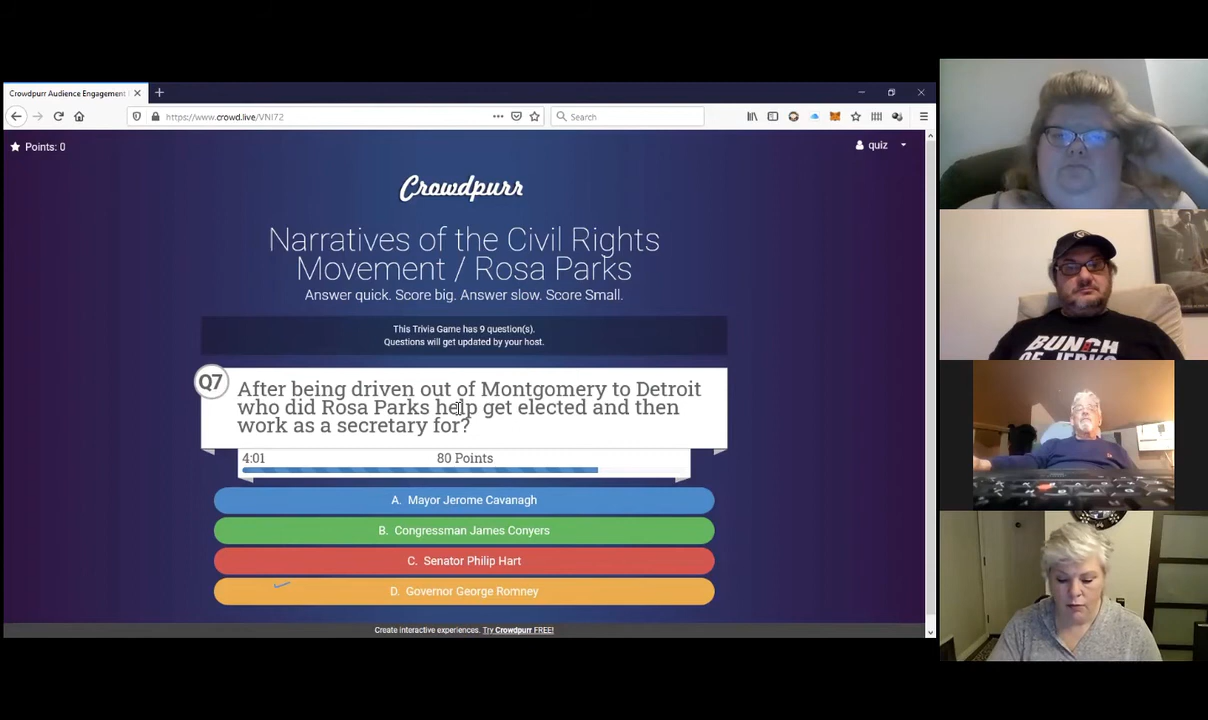 Crowdpurr Audience Engagement
https://www.crowd.live/VNI72
Search
Points: 0
quiz
Crowdpurr
Narratives of the Civil Rights
Movement / Rosa Parks
Answer quick. Score big. Answer slow. Score Small.
This Trivia Game has 9 question(s).
Questions will get updated by your host.
Q7
After being driven out of Montgomery to Detroit
who did Rosa Parks help get elected and then
work as a secretary for?
4:01
80 Points
A. Mayor Jerome Cavanagh
B. Congressman James Conyers
C. Senator Philip Hart
D. Governor George Romney
Create interactive experiences. Try Crowdpurr FREE!
BUNCH
OF JERKS